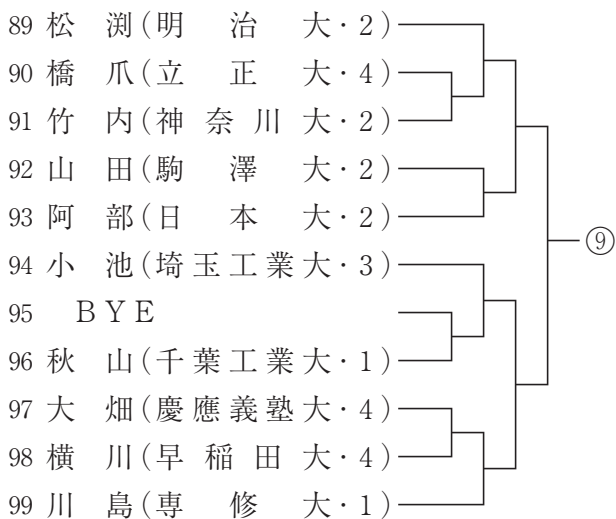 89 松渕(明治大・2)
90 橋爪(立正大・4)
91 竹内(神奈川大・2)
92 山田(駒澤大・2)
93 阿部(日本大・2)
94 小池(埼玉工業大・3)
95 BYE
96 秋山(千葉工業大・1)
97 大畑(慶應義塾大・4)
98 横川(早稲田大・4)
99 川島(専修大・1)
⑨